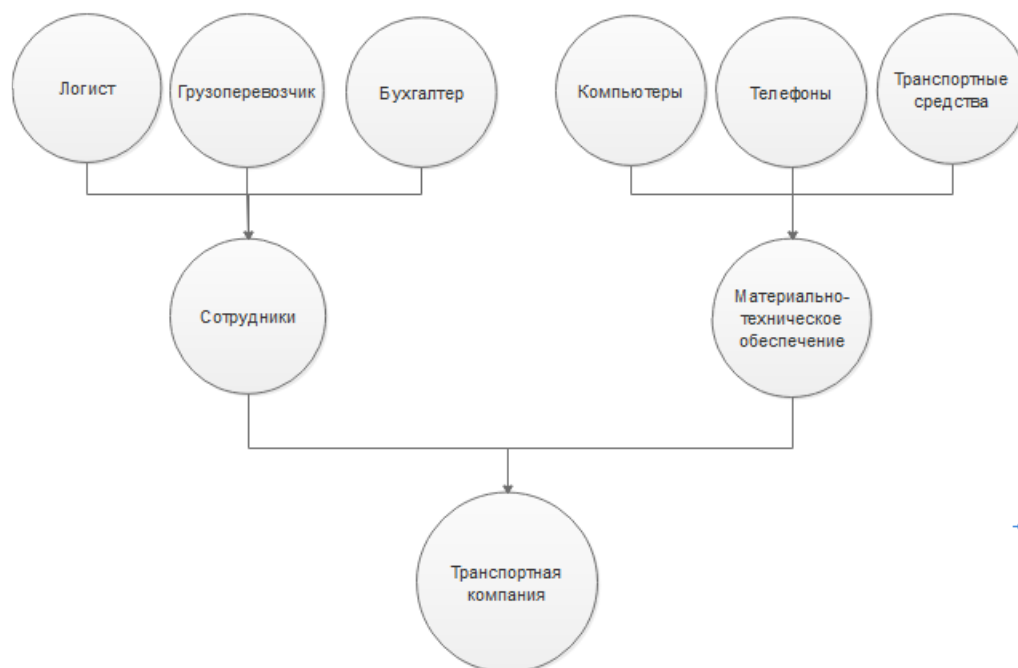 Логист
Грузоперевозчик
Бухгалтер
Компьютеры
Телефоны
Транспортные
средства
Сотрудники
Материально-
техническое
обеспечение
Транспортная
компания